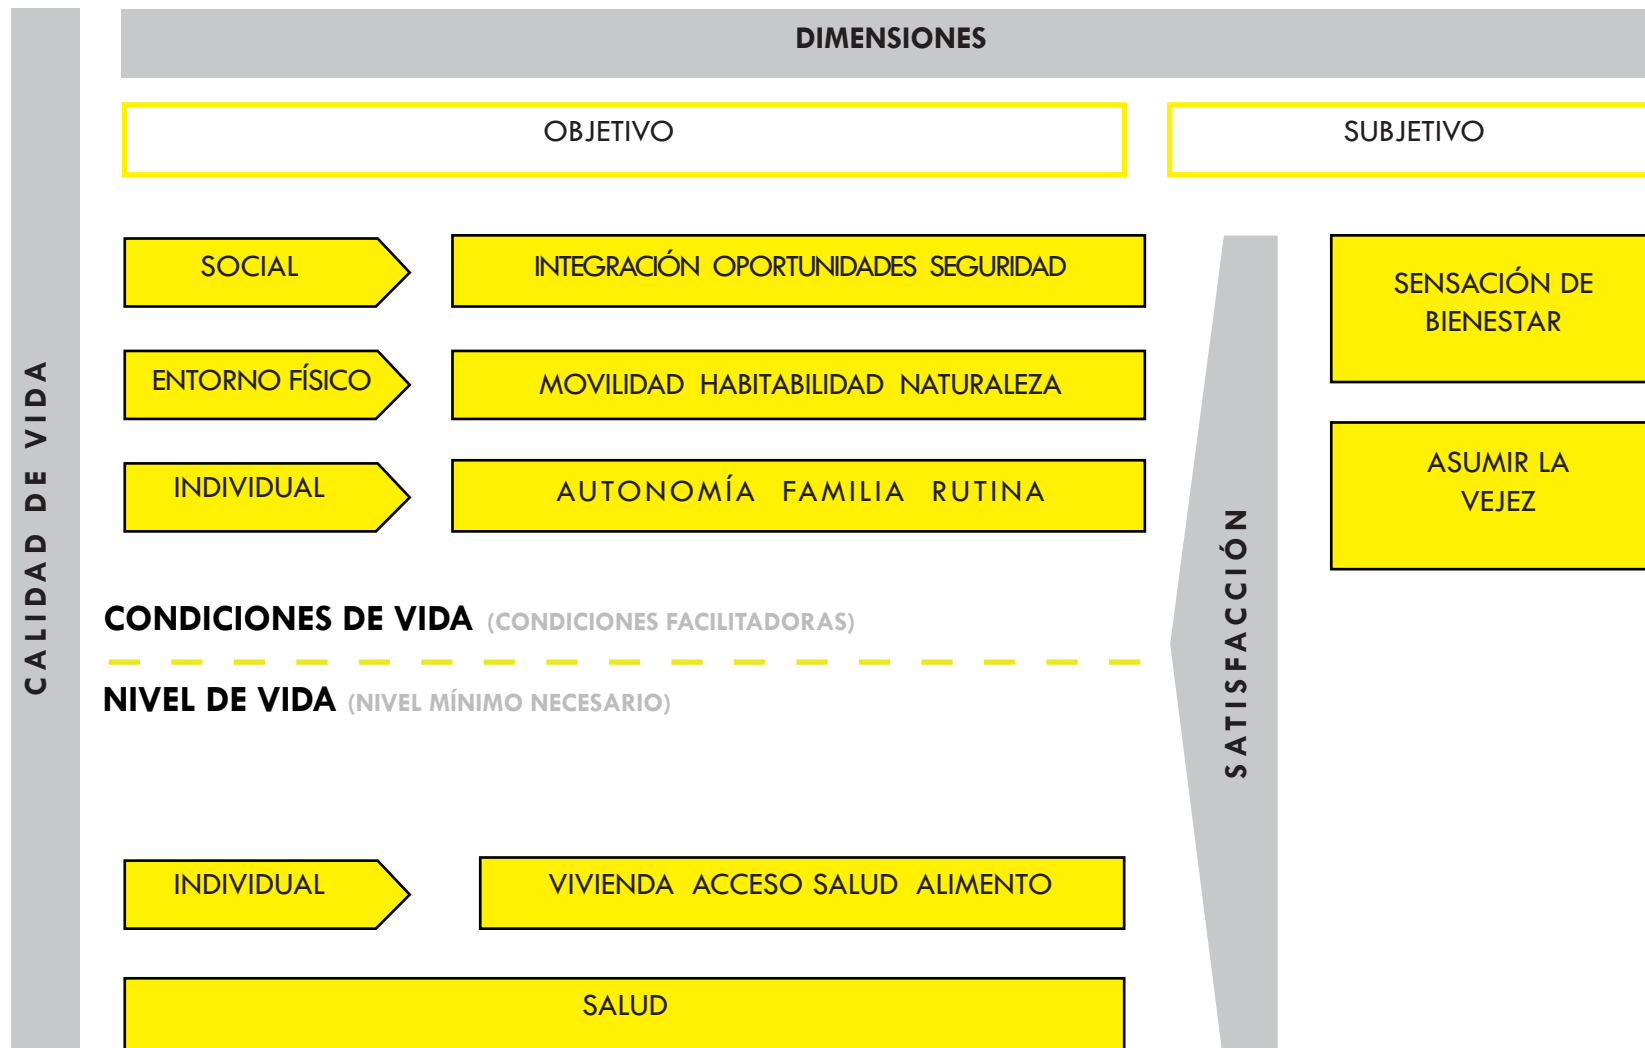 DIMENSIONES
OBJETIVO
SUBJETIVO
CALIDAD DE VIDA
SOCIAL
INTEGRACIÓN OPORTUNIDADES SEGURIDAD
ENTORNO FÍSICO
MOVILIDAD HABITABILIDAD NATURALEZA
INDIVIDUAL
AUTONOMÍA FAMILIA RUTINA
CONDICIONES DE VIDA (CONDICIONES FACILITADORAS)
NIVEL DE VIDA (NIVEL MÍNIMO NECESARIO)
INDIVIDUAL
VIVIENDA ACCESO SALUD ALIMENTO
SALUD
SATISFACCIÓN
SENSACIÓN DE
BIENESTAR
ASUMIR LA
VEJEZ